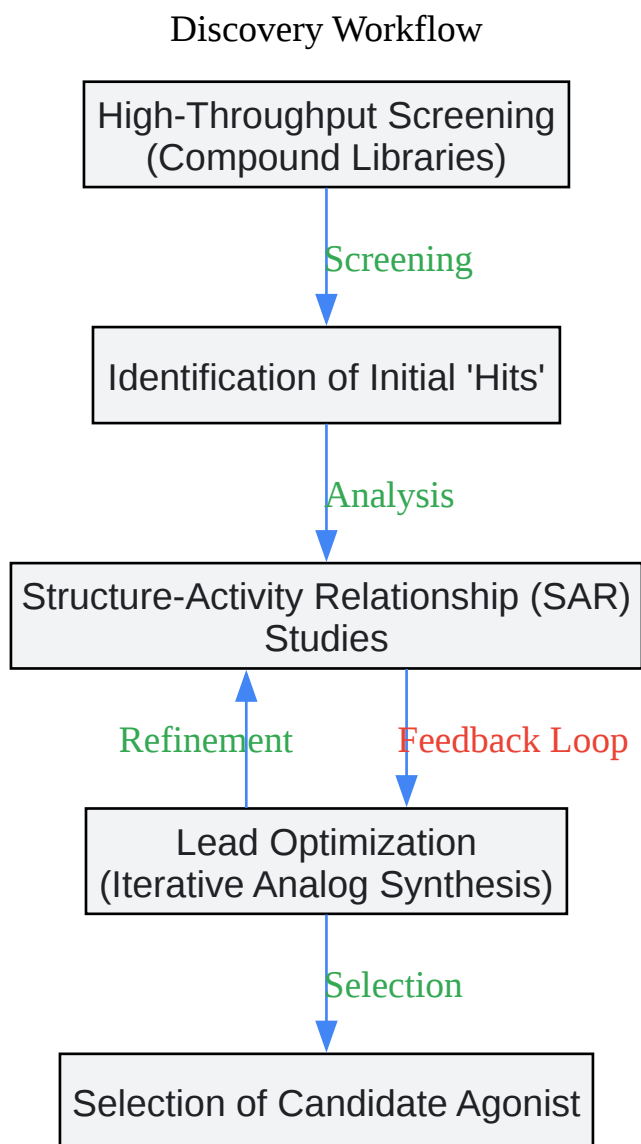 Discovery Workflow
High-Throughput Screening
(Compound Libraries)
Screening
Identification of Initial 'Hits'
Analysis
Structure-Activity Relationship (SAR)
Studies
Refinement
Feedback Loop
Lead Optimization
(Iterative Analog Synthesis)
Selection
Selection of Candidate Agonist